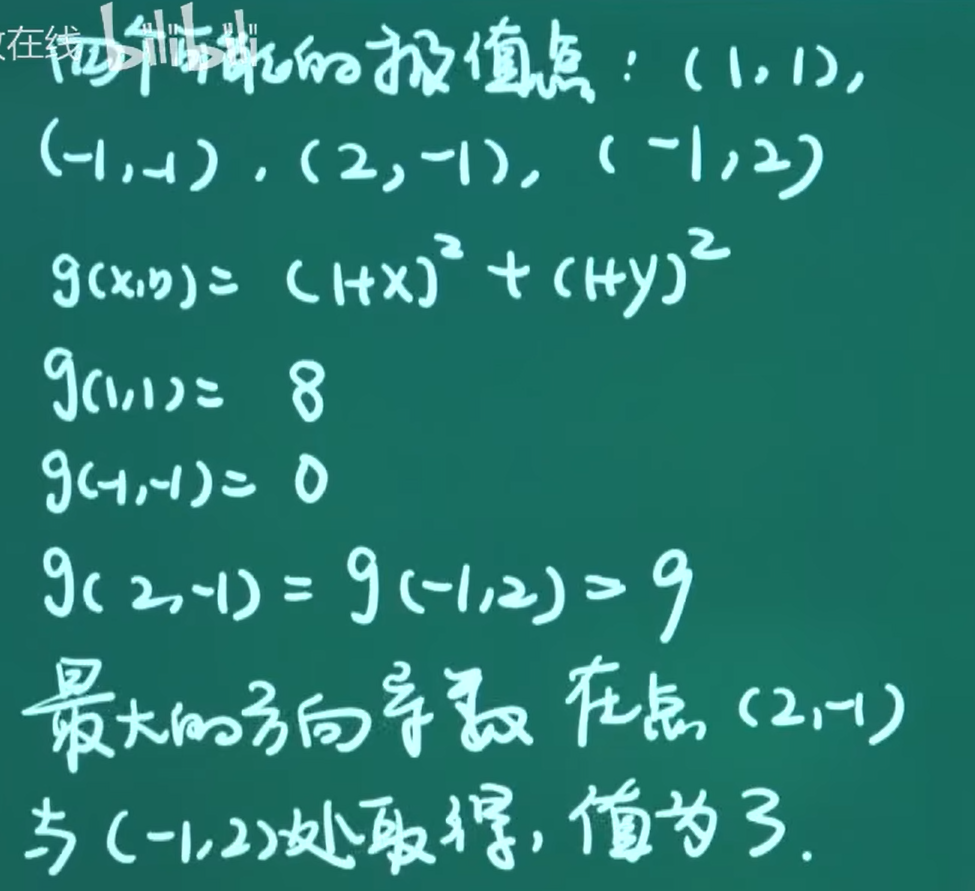 在线 bilibili
四个可能的极值点：(1,1),
(-1,-1), (2,-1), (-1,2)
g(x,y)= (1+x)² + (1+y)²
g(1,1)= 8
g(-1,-1)= 0
g(2,-1) = g(-1,2) = 9
最大的方向导数 在点 (2,-1)
与 (-1,2)处取得, 值为 3.